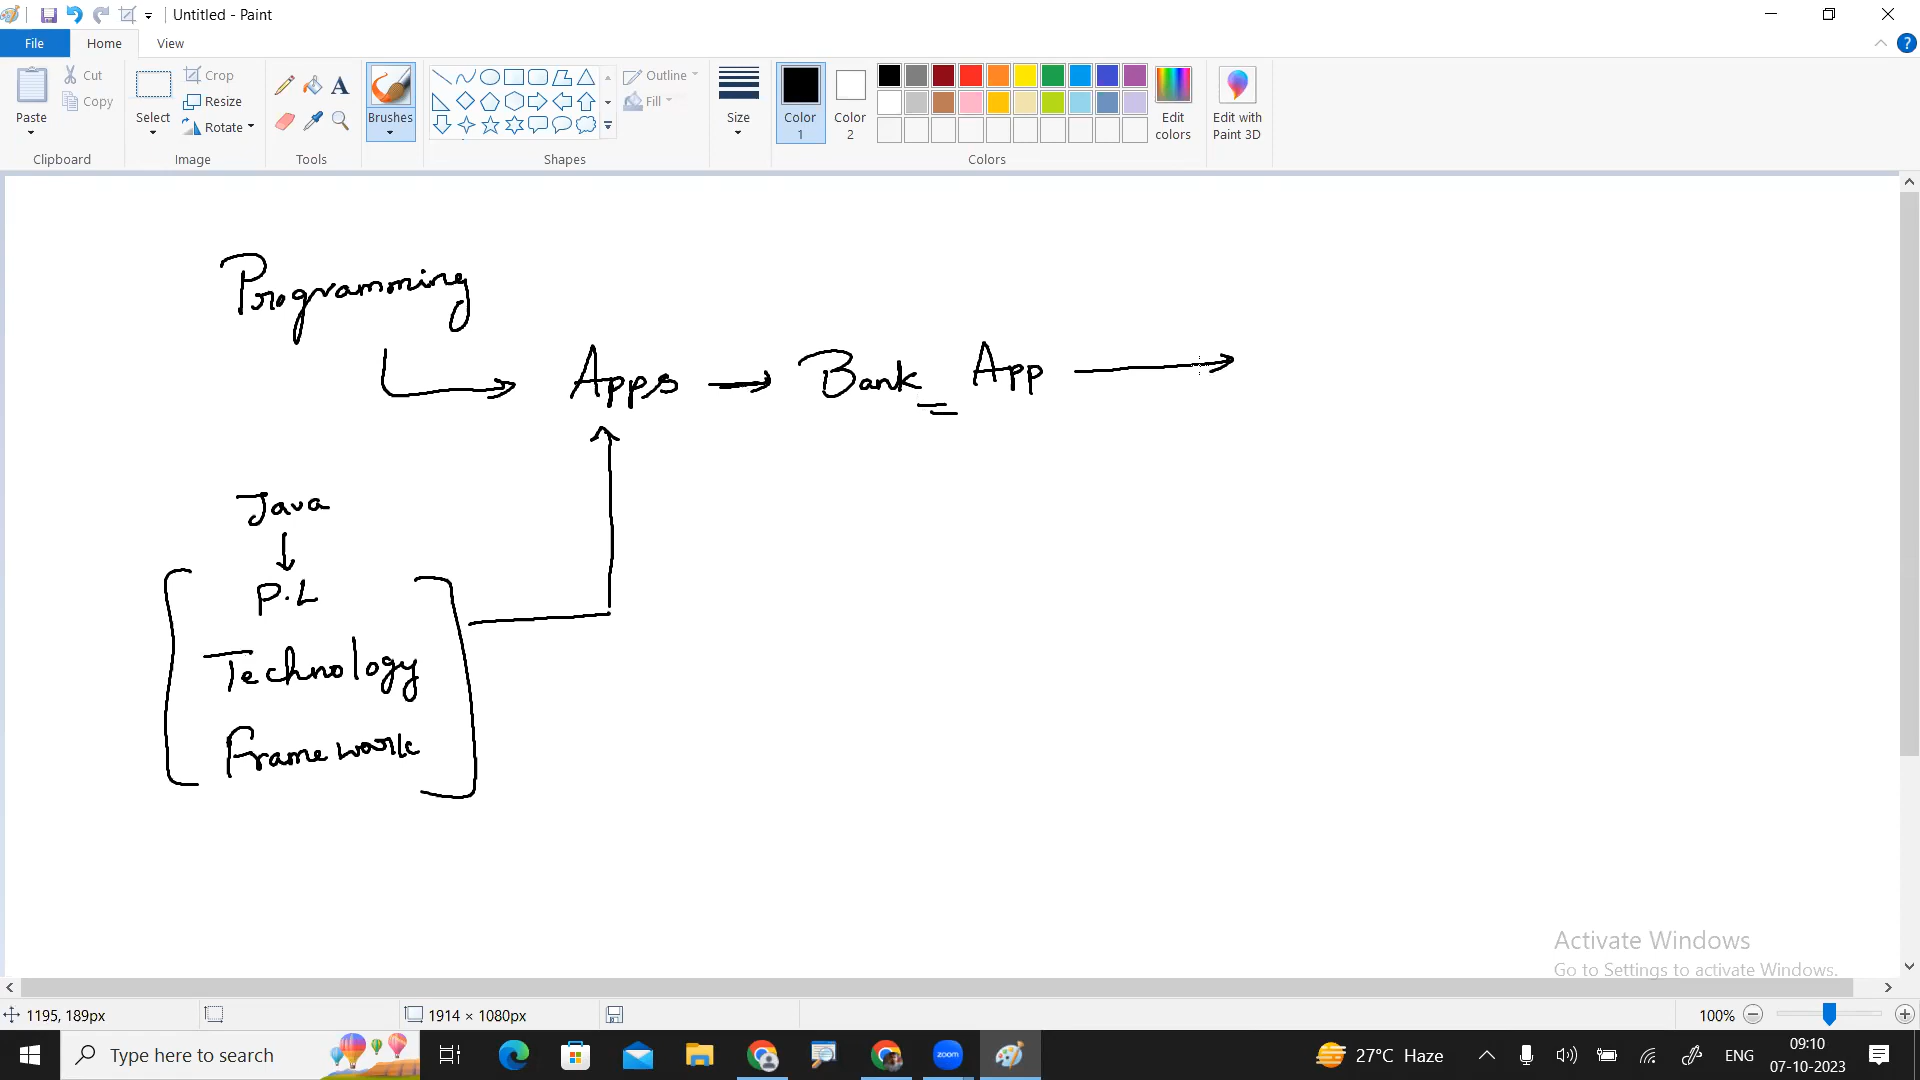 Untitled - Paint
File Home View
Paste Cut Copy Select Crop Resize Rotate Brushes Outline Fill Size Color 1 Color 2 Edit colors Edit with Paint 3D
Clipboard Image Tools Shapes Colors
Programming
Apps → Bank App →
Java
P.L
Technology
Frame work
Activate Windows
Go to Settings to activate Windows.
1195, 189px 1914 × 1080px 100%
Type here to search zoom 27°C Haze ENG 09:10
07-10-2023